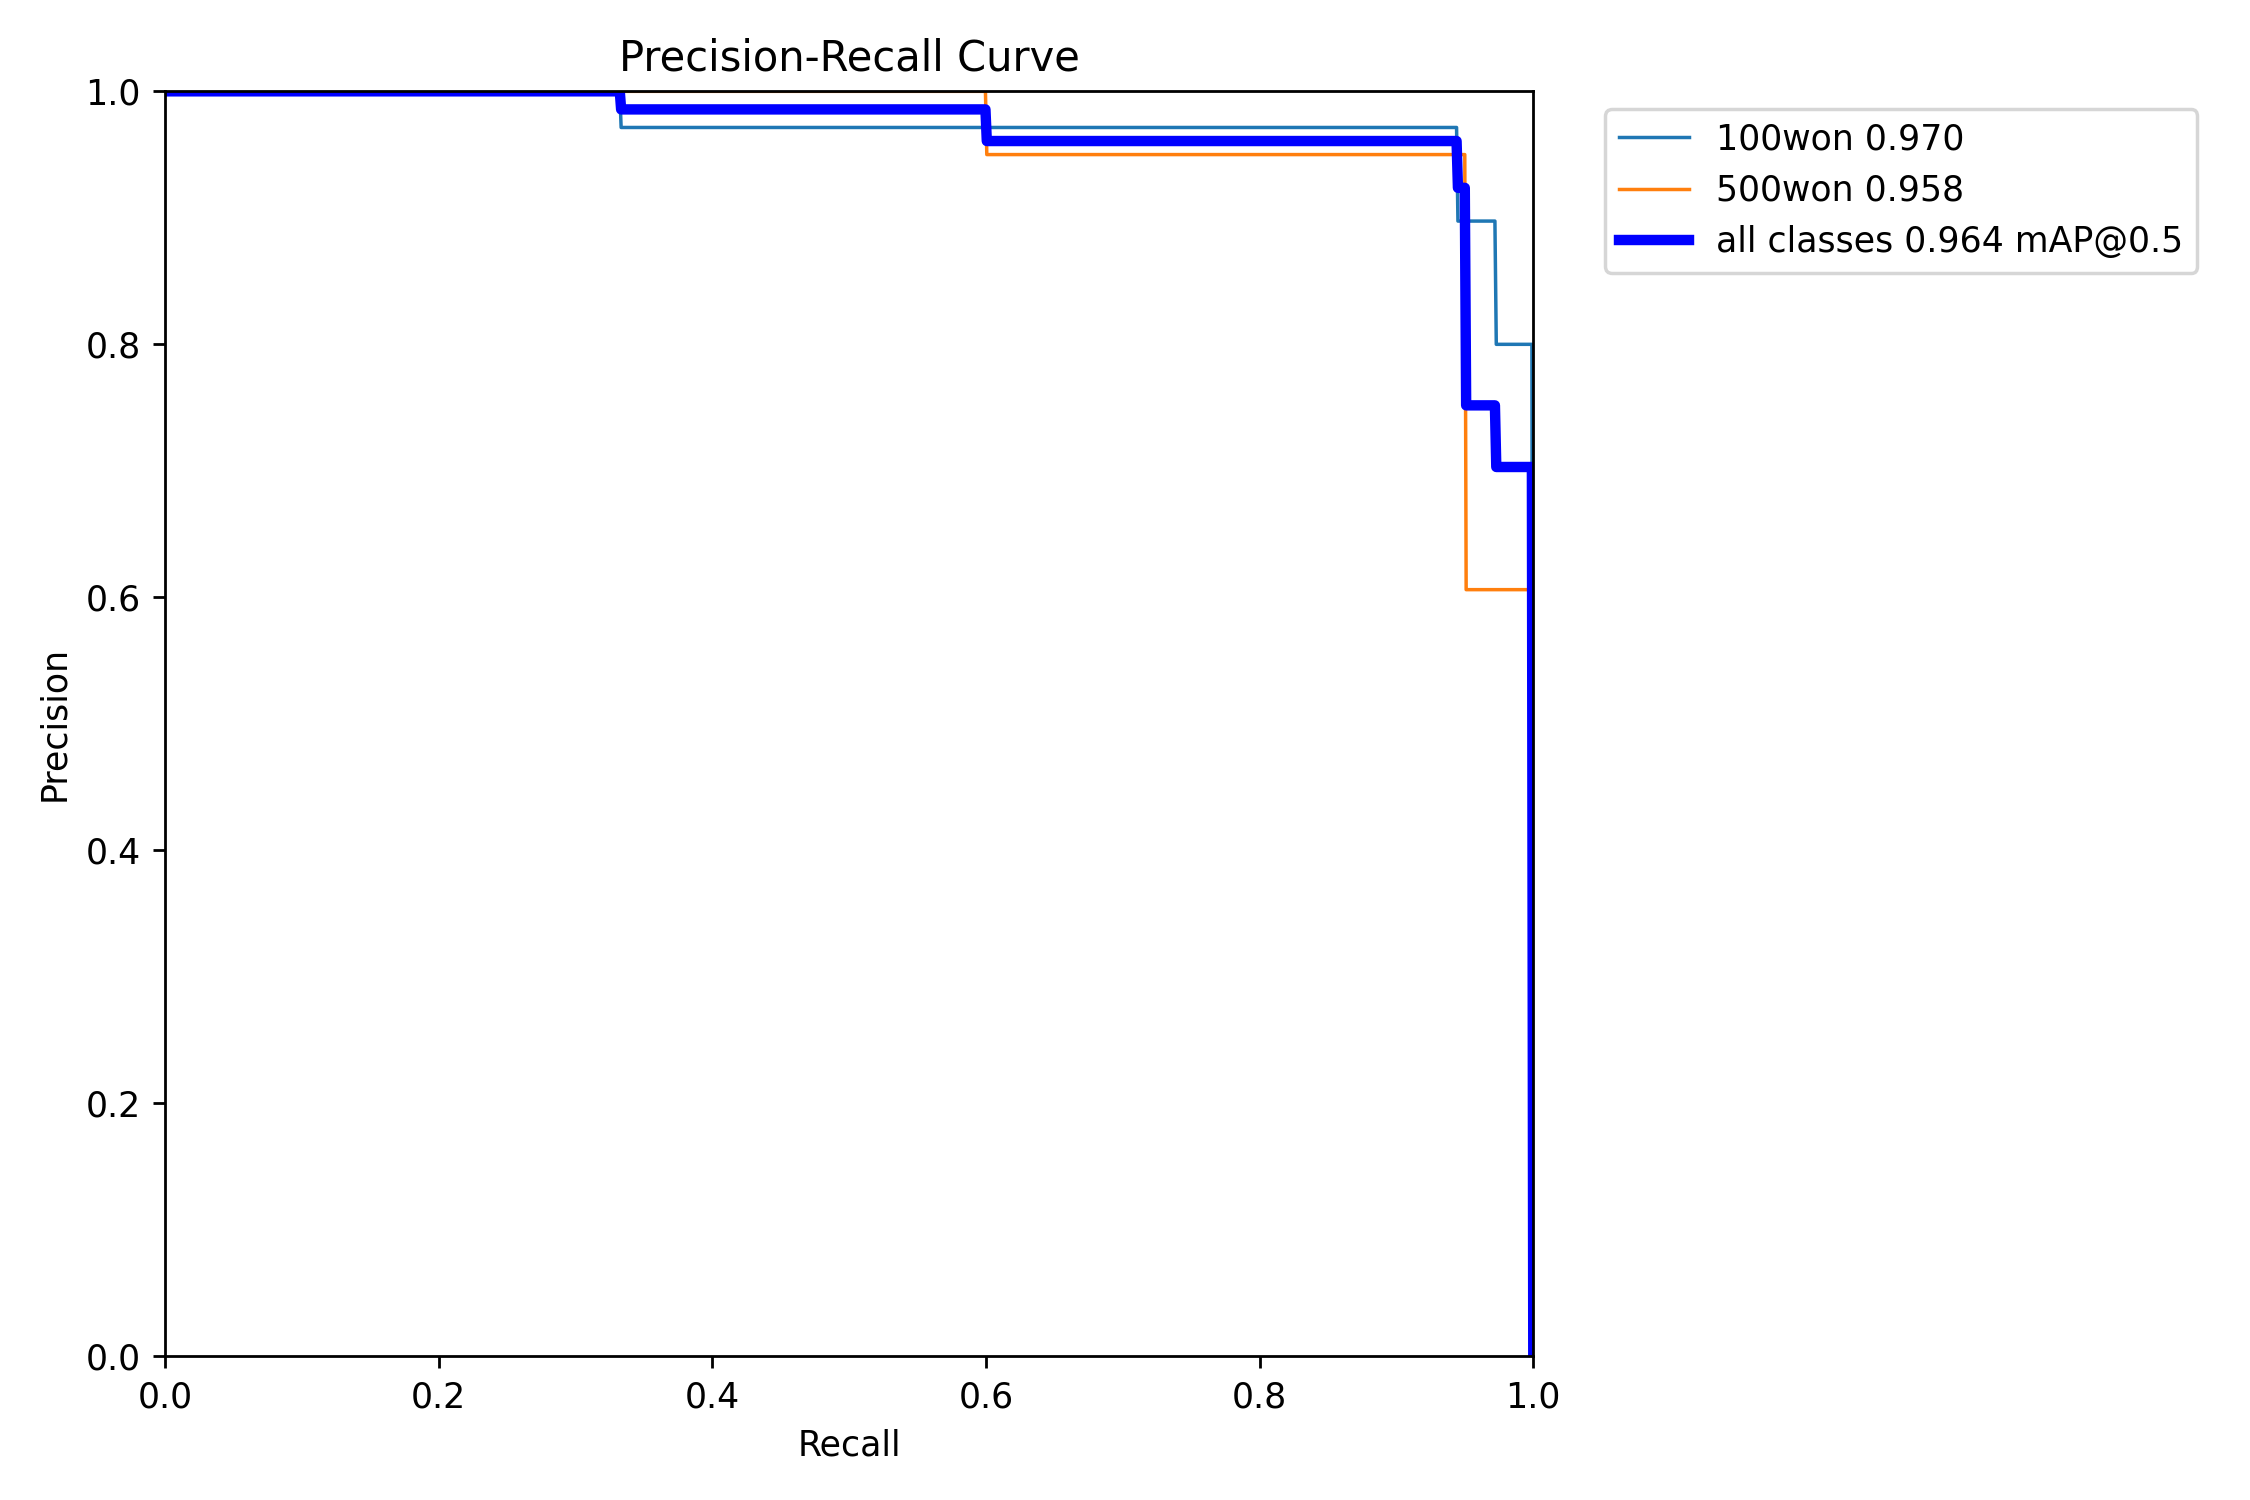 Precision-Recall Curve
1.0
0.8
0.6
0.4
0.2
0.0
Precision
0.0 0.2 0.4 0.6 0.8 1.0
Recall
100won 0.970
500won 0.958
all classes 0.964 mAP@0.5